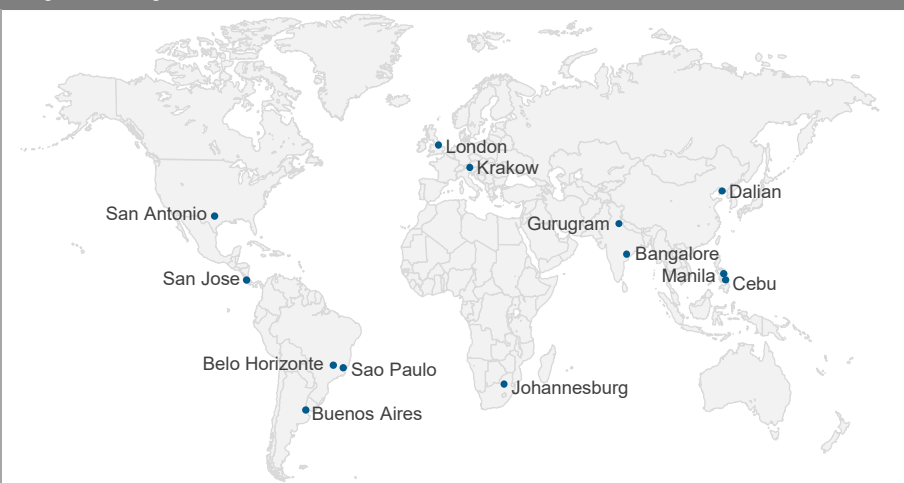 London
Krakow
Dalian
San Antonio
Gurugram
Bangalore
Manila
San Jose
Cebu
Belo Horizonte
Sao Paulo
Johannesburg
Buenos Aires